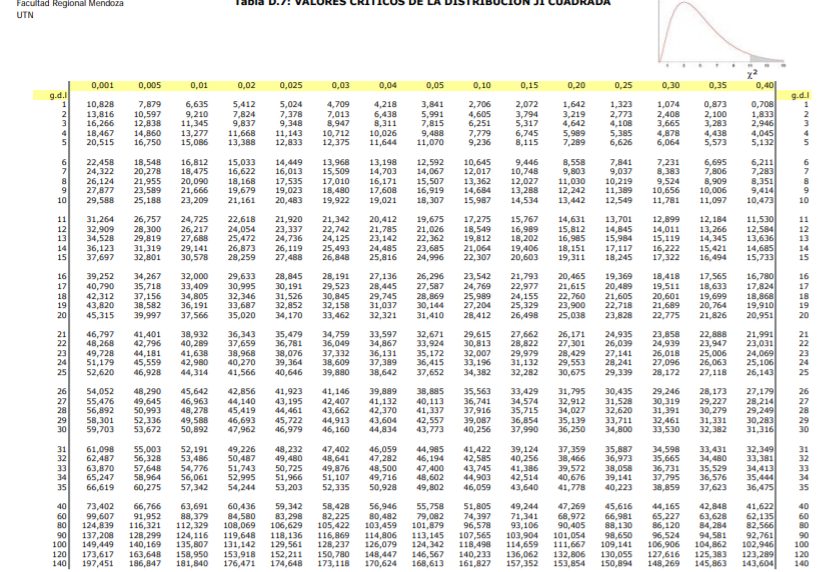 Facultad Regional Mendoza
UTN
Tabla D.7: VALORES CRITICOS DE LA DISTRIBUCION JI CUADRADA
χ²
0,001 0,005 0,01 0,02 0,025 0,03 0,04 0,05 0,10 0,15 0,20 0,25 0,30 0,35 0,40
g.d.l g.d.l
1 10,828 7,879 6,635 5,412 5,024 4,709 4,218 3,841 2,706 2,072 1,642 1,323 1,074 0,873 0,708 1
2 13,816 10,597 9,210 7,824 7,378 7,013 6,438 5,991 4,605 3,794 3,219 2,773 2,408 2,100 1,833 2
3 16,266 12,838 11,345 9,837 9,348 8,947 8,311 7,815 6,251 5,317 4,642 4,108 3,665 3,283 2,946 3
4 18,467 14,860 13,277 11,668 11,143 10,712 10,026 9,488 7,779 6,745 5,989 5,385 4,878 4,438 4,045 4
5 20,515 16,750 15,086 13,388 12,833 12,375 11,644 11,070 9,236 8,115 7,289 6,626 6,064 5,573 5,132 5
6 22,458 18,548 16,812 15,033 14,449 13,968 13,198 12,592 10,645 9,446 8,558 7,841 7,231 6,695 6,211 6
7 24,322 20,278 18,475 16,622 16,013 15,509 14,703 14,067 12,017 10,748 9,803 9,037 8,383 7,806 7,283 7
8 26,124 21,955 20,090 18,168 17,535 17,010 16,171 15,507 13,362 12,027 11,030 10,219 9,524 8,909 8,351 8
9 27,877 23,589 21,666 19,679 19,023 18,480 17,608 16,919 14,684 13,288 12,242 11,389 10,656 10,006 9,414 9
10 29,588 25,188 23,209 21,161 20,483 19,922 19,021 18,307 15,987 14,534 13,442 12,549 11,781 11,097 10,473 10
11 31,264 26,757 24,725 22,618 21,920 21,342 20,412 19,675 17,275 15,767 14,631 13,701 12,899 12,184 11,530 11
12 32,909 28,300 26,217 24,054 23,337 22,742 21,785 21,026 18,549 16,989 15,812 14,845 14,011 13,266 12,584 12
13 34,528 29,819 27,688 25,472 24,736 24,125 23,142 22,362 19,812 18,202 16,985 15,984 15,119 14,345 13,636 13
14 36,123 31,319 29,141 26,873 26,119 25,493 24,485 23,685 21,064 19,406 18,151 17,117 16,222 15,421 14,685 14
15 37,697 32,801 30,578 28,259 27,488 26,848 25,816 24,996 22,307 20,603 19,311 18,245 17,322 16,494 15,733 15
16 39,252 34,267 32,000 29,633 28,845 28,191 27,136 26,296 23,542 21,793 20,465 19,369 18,418 17,565 16,780 16
17 40,790 35,718 33,409 30,995 30,191 29,523 28,445 27,587 24,769 22,977 21,615 20,489 19,511 18,633 17,824 17
18 42,312 37,156 34,805 32,346 31,526 30,845 29,745 28,869 25,989 24,155 22,760 21,605 20,601 19,699 18,868 18
19 43,820 38,582 36,191 33,687 32,852 32,158 31,037 30,144 27,204 25,329 23,900 22,718 21,689 20,764 19,910 19
20 45,315 39,997 37,566 35,020 34,170 33,462 32,321 31,410 28,412 26,498 25,038 23,828 22,775 21,826 20,951 20
21 46,797 41,401 38,932 36,343 35,479 34,759 33,597 32,671 29,615 27,662 26,171 24,935 23,858 22,888 21,991 21
22 48,268 42,796 40,289 37,659 36,781 36,049 34,867 33,924 30,813 28,822 27,301 26,039 24,939 23,947 23,031 22
23 49,728 44,181 41,638 38,968 38,076 37,332 36,131 35,172 32,007 29,979 28,429 27,141 26,018 25,006 24,069 23
24 51,179 45,559 42,980 40,270 39,364 38,609 37,389 36,415 33,196 31,132 29,553 28,241 27,096 26,063 25,106 24
25 52,620 46,928 44,314 41,566 40,646 39,880 38,642 37,652 34,382 32,282 30,675 29,339 28,172 27,118 26,143 25
26 54,052 48,290 45,642 42,856 41,923 41,146 39,889 38,885 35,563 33,429 31,795 30,435 29,246 28,173 27,179 26
27 55,476 49,645 46,963 44,140 43,195 42,407 41,132 40,113 36,741 34,574 32,912 31,528 30,319 29,227 28,214 27
28 56,892 50,993 48,278 45,419 44,461 43,662 42,370 41,337 37,916 35,715 34,027 32,620 31,391 30,279 29,249 28
29 58,301 52,336 49,588 46,693 45,722 44,913 43,604 42,557 39,087 36,854 35,139 33,711 32,461 31,331 30,283 29
30 59,703 53,672 50,892 47,962 46,979 46,160 44,834 43,773 40,256 37,990 36,250 34,800 33,530 32,382 31,316 30
31 61,098 55,003 52,191 49,226 48,232 47,402 46,059 44,985 41,422 39,124 37,359 35,887 34,598 33,431 32,349 31
32 62,487 56,328 53,486 50,487 49,480 48,641 47,282 46,194 42,585 40,256 38,466 36,973 35,665 34,480 33,381 32
33 63,870 57,648 54,776 51,743 50,725 49,876 48,500 47,400 43,745 41,386 39,572 38,058 36,731 35,529 34,413 33
34 65,247 58,964 56,061 52,995 51,966 51,107 49,716 48,602 44,903 42,514 40,676 39,141 37,795 36,576 35,444 34
35 66,619 60,275 57,342 54,244 53,203 52,335 50,928 49,802 46,059 43,640 41,778 40,223 38,859 37,623 36,475 35
40 73,402 66,766 63,691 60,436 59,342 58,428 56,946 55,758 51,805 49,244 47,269 45,616 44,165 42,848 41,622 40
60 99,607 91,952 88,379 84,580 83,298 82,225 80,482 79,082 74,397 71,341 68,972 66,981 65,227 63,628 62,135 60
80 124,839 116,321 112,329 108,069 106,629 105,422 103,459 101,879 96,578 93,106 90,405 88,130 86,120 84,284 82,566 80
90 137,208 128,299 124,116 119,648 118,136 116,869 114,806 113,145 107,565 103,904 101,054 98,650 96,524 94,581 92,761 90
100 149,449 140,169 135,807 131,142 129,561 128,237 126,079 124,342 118,498 114,659 111,667 109,141 106,906 104,862 102,946 100
120 173,617 163,648 158,950 153,918 152,211 150,780 148,447 146,567 140,233 136,062 132,806 130,055 127,616 125,383 123,289 120
140 197,451 186,847 181,840 176,471 174,648 173,118 170,624 168,613 161,827 157,352 153,854 150,894 148,269 145,863 143,604 140